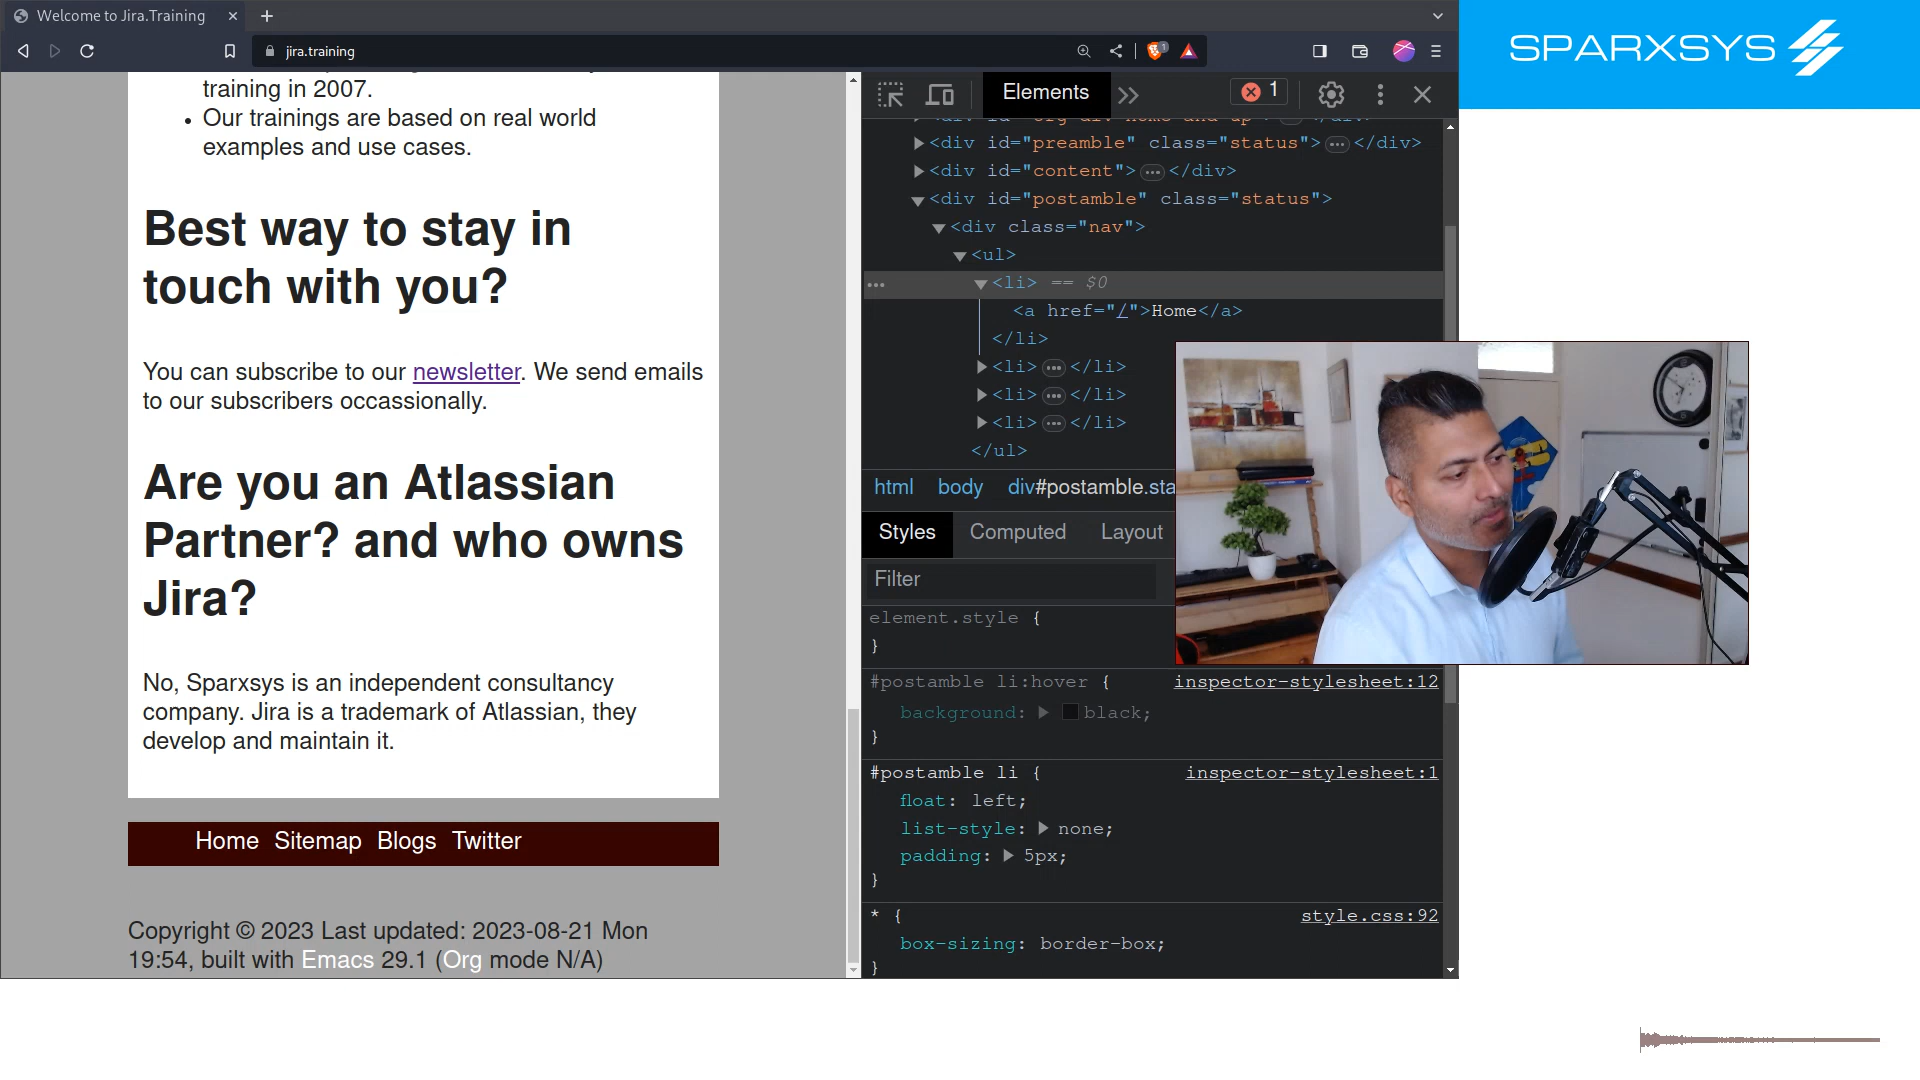 Welcome to Jira.Training
jira.training
1
SPARXSYS
training in 2007.
Our trainings are based on real world
examples and use cases.
Best way to stay in
touch with you?
You can subscribe to our newsletter. We send emails
to our subscribers occassionally.
Are you an Atlassian
Partner? and who owns
Jira?
No, Sparxsys is an independent consultancy
company. Jira is a trademark of Atlassian, they
develop and maintain it.
Home Sitemap Blogs Twitter
Copyright © 2023 Last updated: 2023-08-21 Mon
19:54, built with Emacs 29.1 (Org mode N/A)
Elements
1
<div id="preamble" class="status"> ••• </div>
<div id="content"> ••• </div>
<div id="postamble" class="status">
<div class="nav">
<ul>
••• <li> == $0
<a href="/">Home</a>
</li>
<li> ••• </li>
<li> ••• </li>
<li> ••• </li>
</ul>
html body div#postamble.sta
Styles Computed Layout
Filter
element.style {
}
#postamble li:hover { inspector-stylesheet:12
background: black;
}
#postamble li { inspector-stylesheet:1
float: left;
list-style: none;
padding: 5px;
}
* { style.css:92
box-sizing: border-box;
}